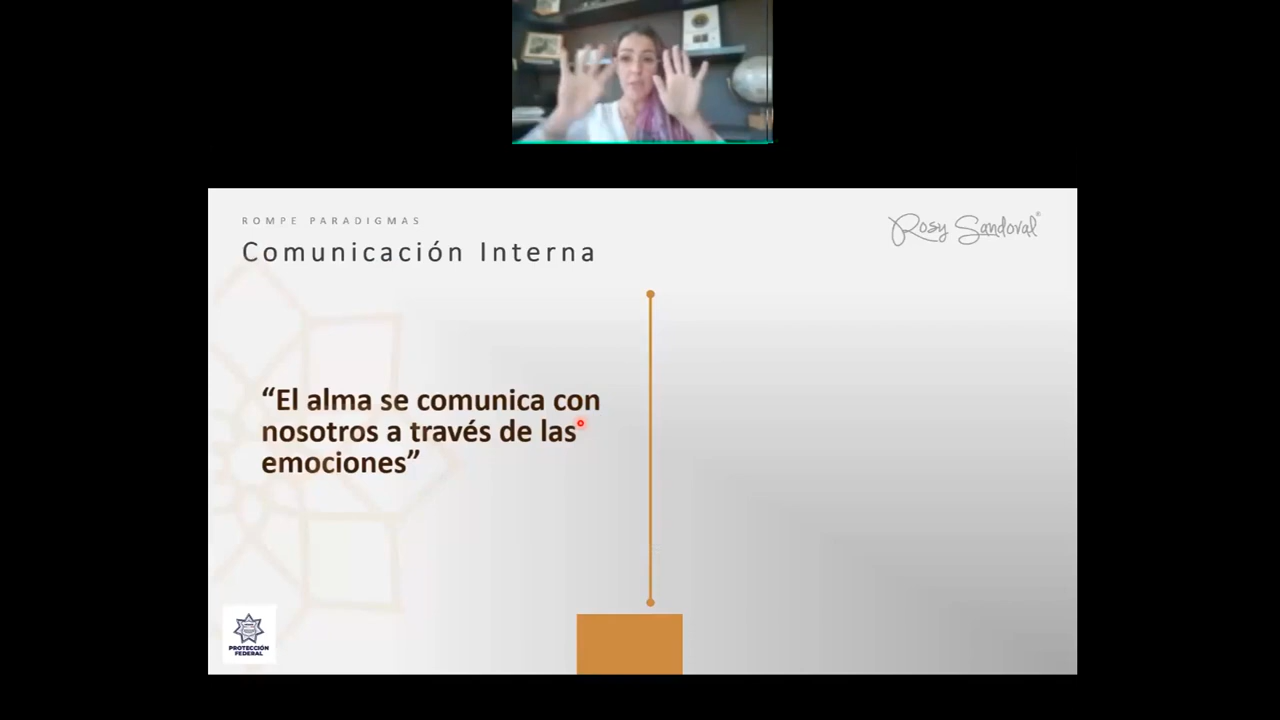 ROMPE PARADIGMAS
Comunicación Interna
Rosy Sandoval®
“El alma se comunica con
nosotros a través de las
emociones”
PROTECCIÓN
FEDERAL